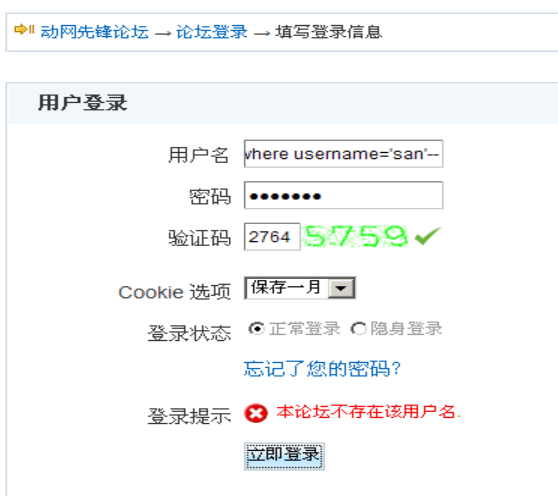 动网先锋论坛 → 论坛登录 → 填写登录信息
用户登录
用户名 where username='san'--
密码 •••••••
验证码 2764 5759
Cookie 选项 保存一月
登录状态 正常登录 隐身登录
忘记了您的密码?
登录提示 本论坛不存在该用户名.
立即登录